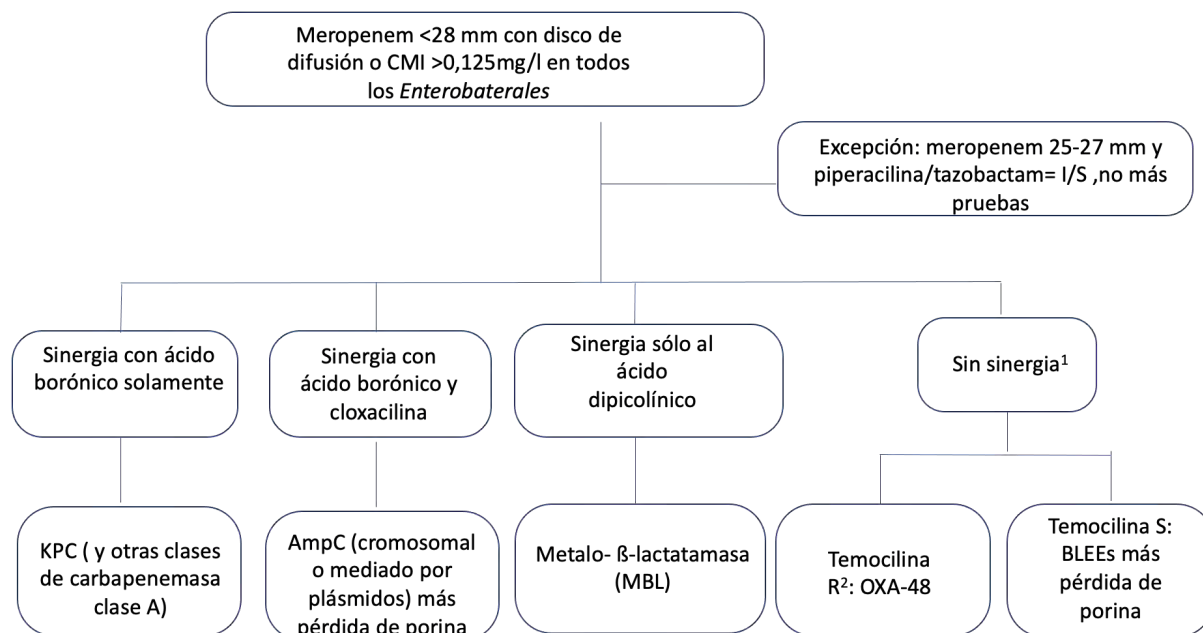 Meropenem <28 mm con disco de
difusión o CMI >0,125mg/l en todos
los Enterobaterales
Excepción: meropenem 25-27 mm y
piperacilina/tazobactam= I/S ,no más
pruebas
Sinergia con ácido
borónico solamente
Sinergia con
ácido borónico y
cloxacilina
Sinergia sólo al
ácido
dipicolínico
Sin sinergia¹
KPC ( y otras clases
de carbapenemasa
clase A)
AmpC (cromosomal
o mediado por
plásmidos) más
pérdida de porina
Metalo- ß-lactatamasa
(MBL)
Temocilina
R²: OXA-48
Temocilina S:
BLEEs más
pérdida de
porina